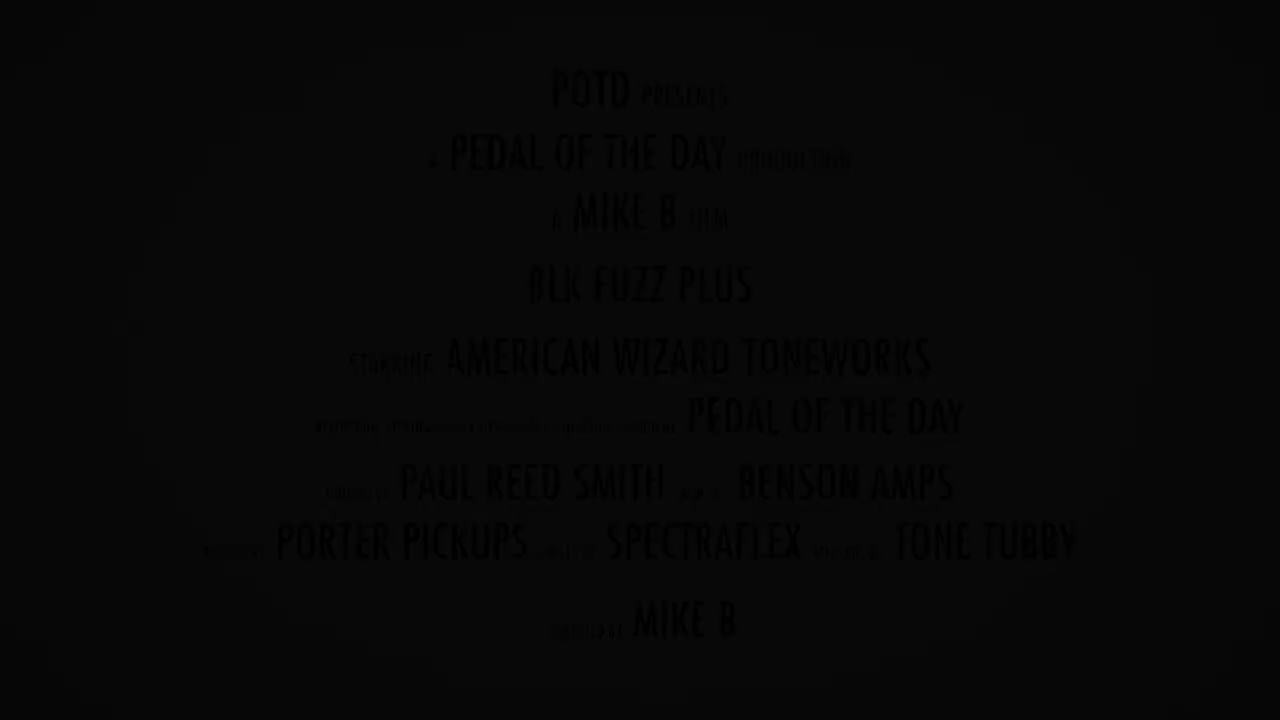 POTD PRESENTS
A PEDAL OF THE DAY PRODUCTION
A MIKE B FILM
BLK FUZZ PLUS
STARRING AMERICAN WIZARD TONEWORKS
PEDAL OF THE DAY
PAUL REED SMITH BENSON AMPS
PORTER PICKUPS SPECTRAFLEX TONE TUBBY
MIKE B